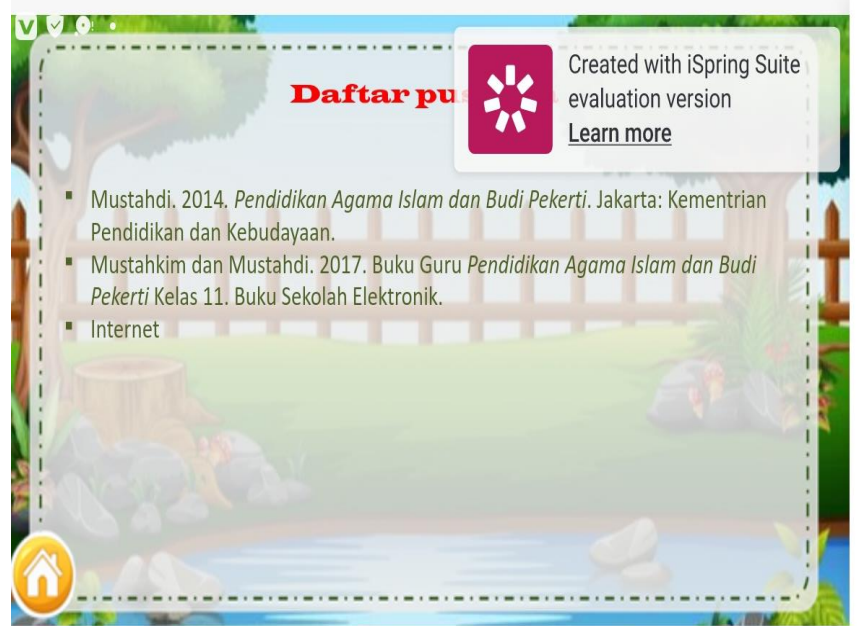 Daftar pus
Created with iSpring Suite
evaluation version
Learn more
Mustahdi. 2014. Pendidikan Agama Islam dan Budi Pekerti. Jakarta: Kementrian
Pendidikan dan Kebudayaan.
Mustahkim dan Mustahdi. 2017. Buku Guru Pendidikan Agama Islam dan Budi
Pekerti Kelas 11. Buku Sekolah Elektronik.
Internet